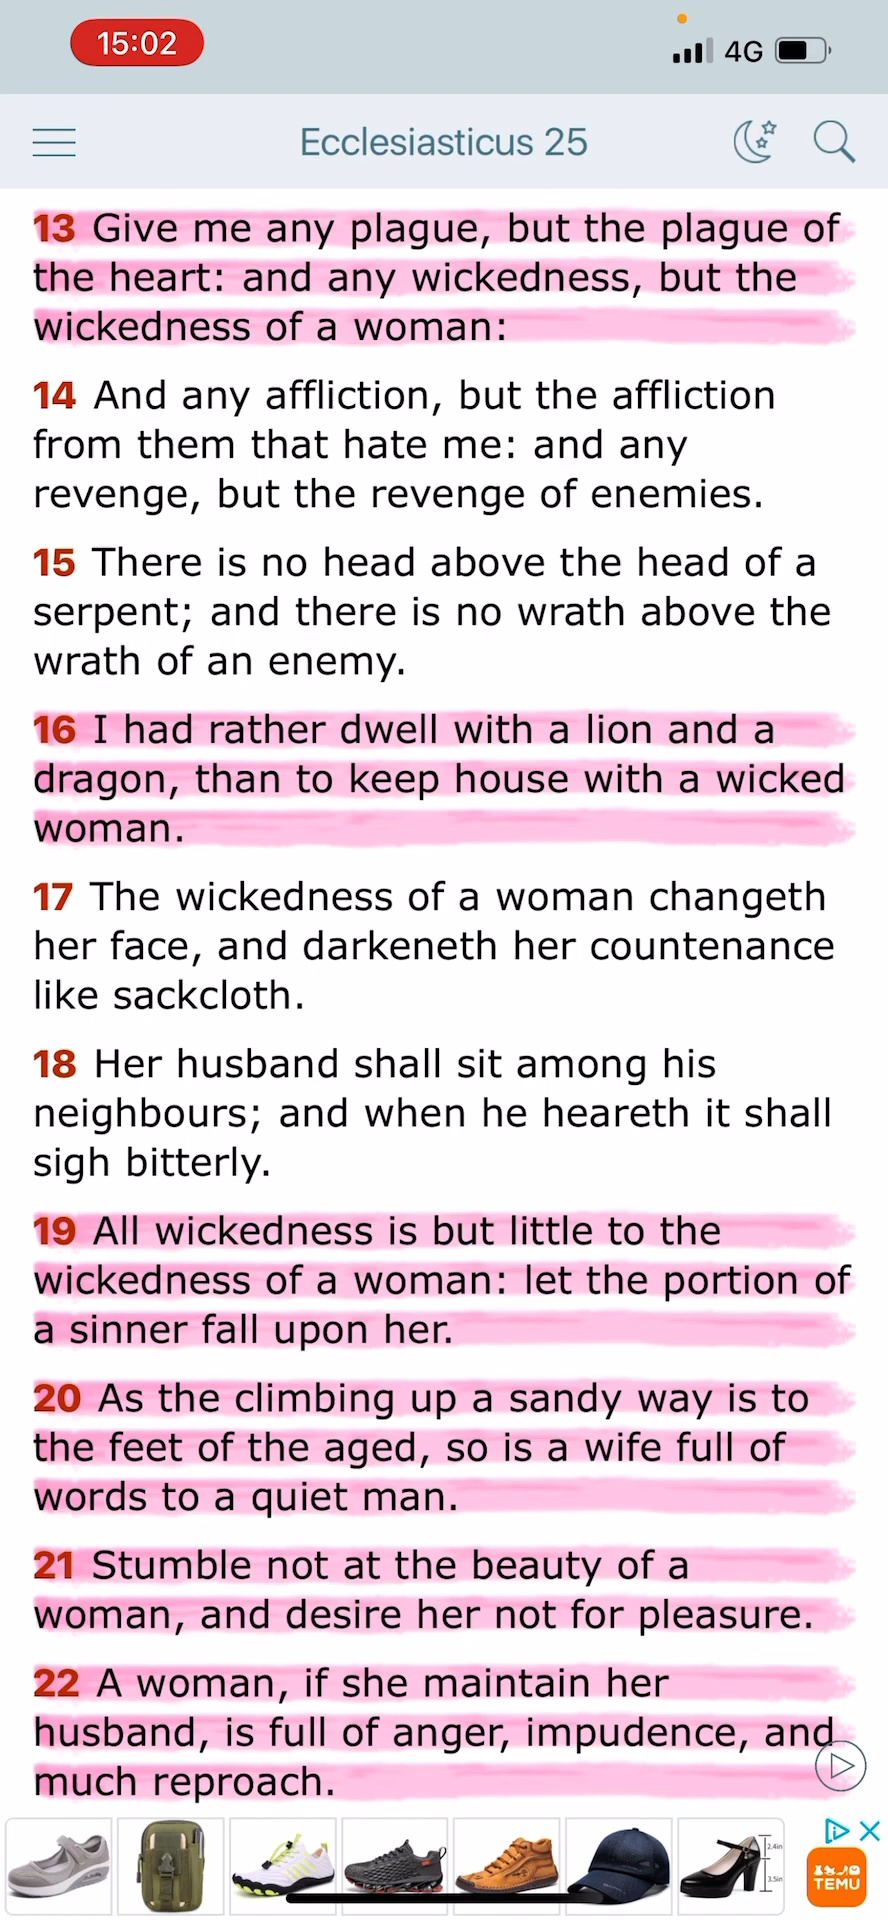 15:02
4G
Ecclesiasticus 25
13 Give me any plague, but the plague of
the heart: and any wickedness, but the
wickedness of a woman:
14 And any affliction, but the affliction
from them that hate me: and any
revenge, but the revenge of enemies.
15 There is no head above the head of a
serpent; and there is no wrath above the
wrath of an enemy.
16 I had rather dwell with a lion and a
dragon, than to keep house with a wicked
woman.
17 The wickedness of a woman changeth
her face, and darkeneth her countenance
like sackcloth.
18 Her husband shall sit among his
neighbours; and when he heareth it shall
sigh bitterly.
19 All wickedness is but little to the
wickedness of a woman: let the portion of
a sinner fall upon her.
20 As the climbing up a sandy way is to
the feet of the aged, so is a wife full of
words to a quiet man.
21 Stumble not at the beauty of a
woman, and desire her not for pleasure.
22 A woman, if she maintain her
husband, is full of anger, impudence, and
much reproach.
2.4in
3.5in
TEMU